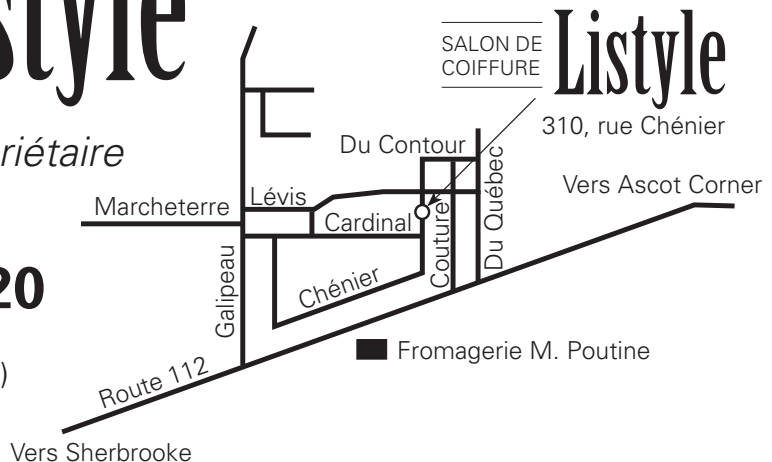 style
riétaire
20
)
SALON DE
COIFFURE
Listyle
310, rue Chénier
Du Contour
Vers Ascot Corner
Lévis
Marcheterre
Cardinal
Du Québec
Couture
Galipeau
Chénier
Fromagerie M. Poutine
Route 112
Vers Sherbrooke